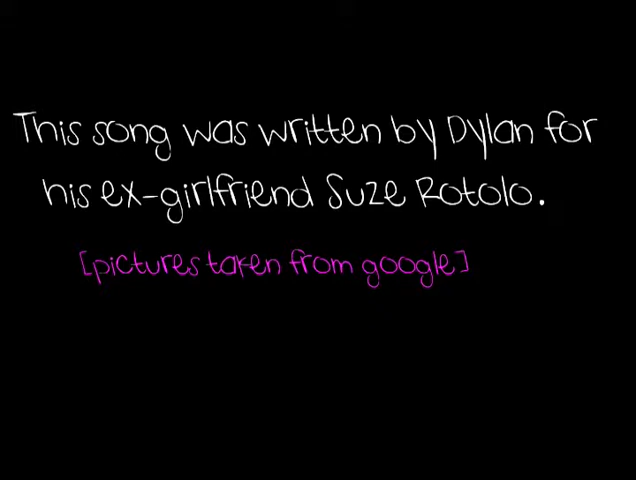 This song was written by Dylan for
his ex-girlfriend Suze Rotolo.
[pictures taken from google]